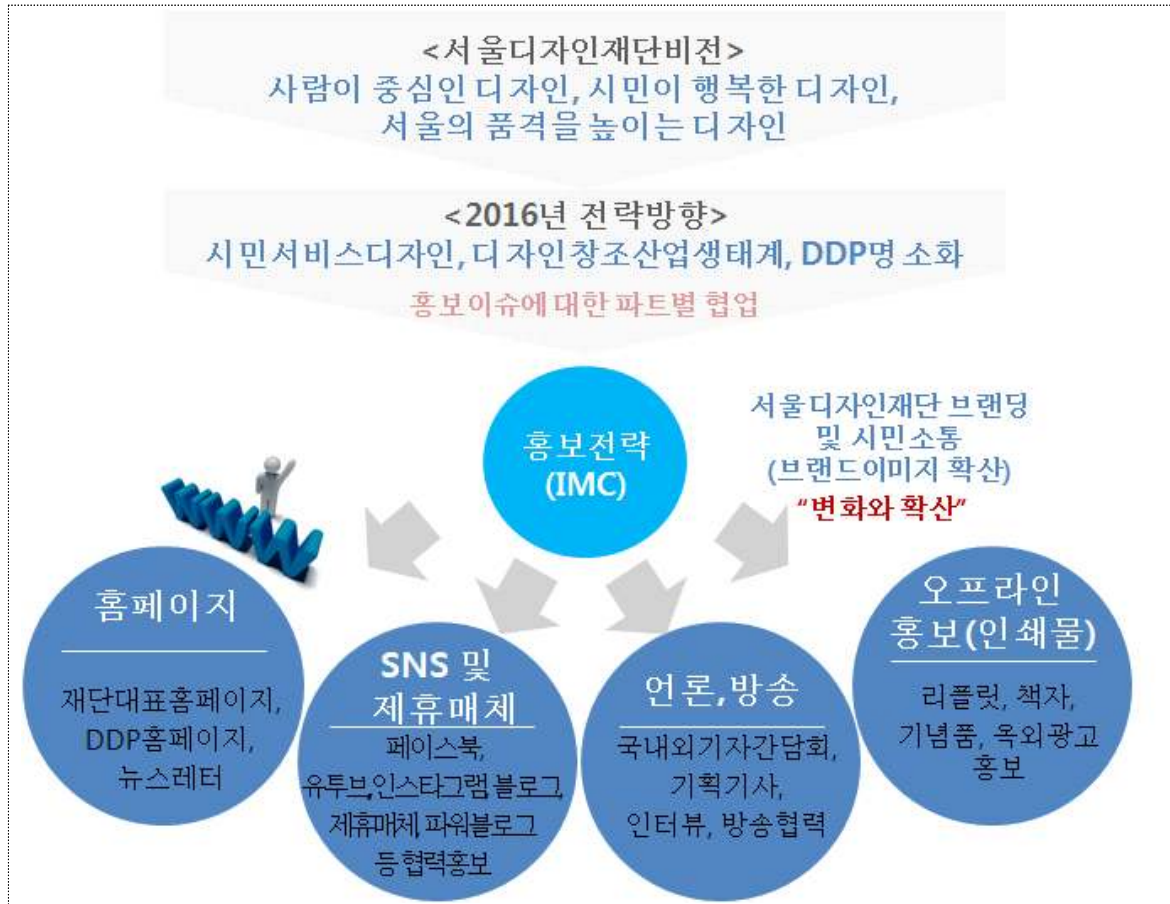 <서울디자인재단비전>
사람이 중심인 디자인, 시민이 행복한 디자인,
서울의 품격을 높이는 디자인
<2016년 전략방향>
시민서비스디자인, 디자인창조산업생태계, DDP명소화
홍보이슈에대한 파트별 협업
홍보전략
(IMC)
서울디자인재단 브랜딩
및 시민소통
(브랜드이미지 확산)
“변화와 확산”
WWW
홈페이지
재단대표홈페이지,
DDP홈페이지,
뉴스레터
SNS 및
제휴매체
페이스북,
유투브,인스타그램,블로그,
제휴매체, 파워블로그
등 협력홍보
언론,방송
국내외기자간담회,
기획기사,
인터뷰, 방송협력
오프라인
홍보(인쇄물)
리플릿, 책자,
기념품, 옥외광고
홍보